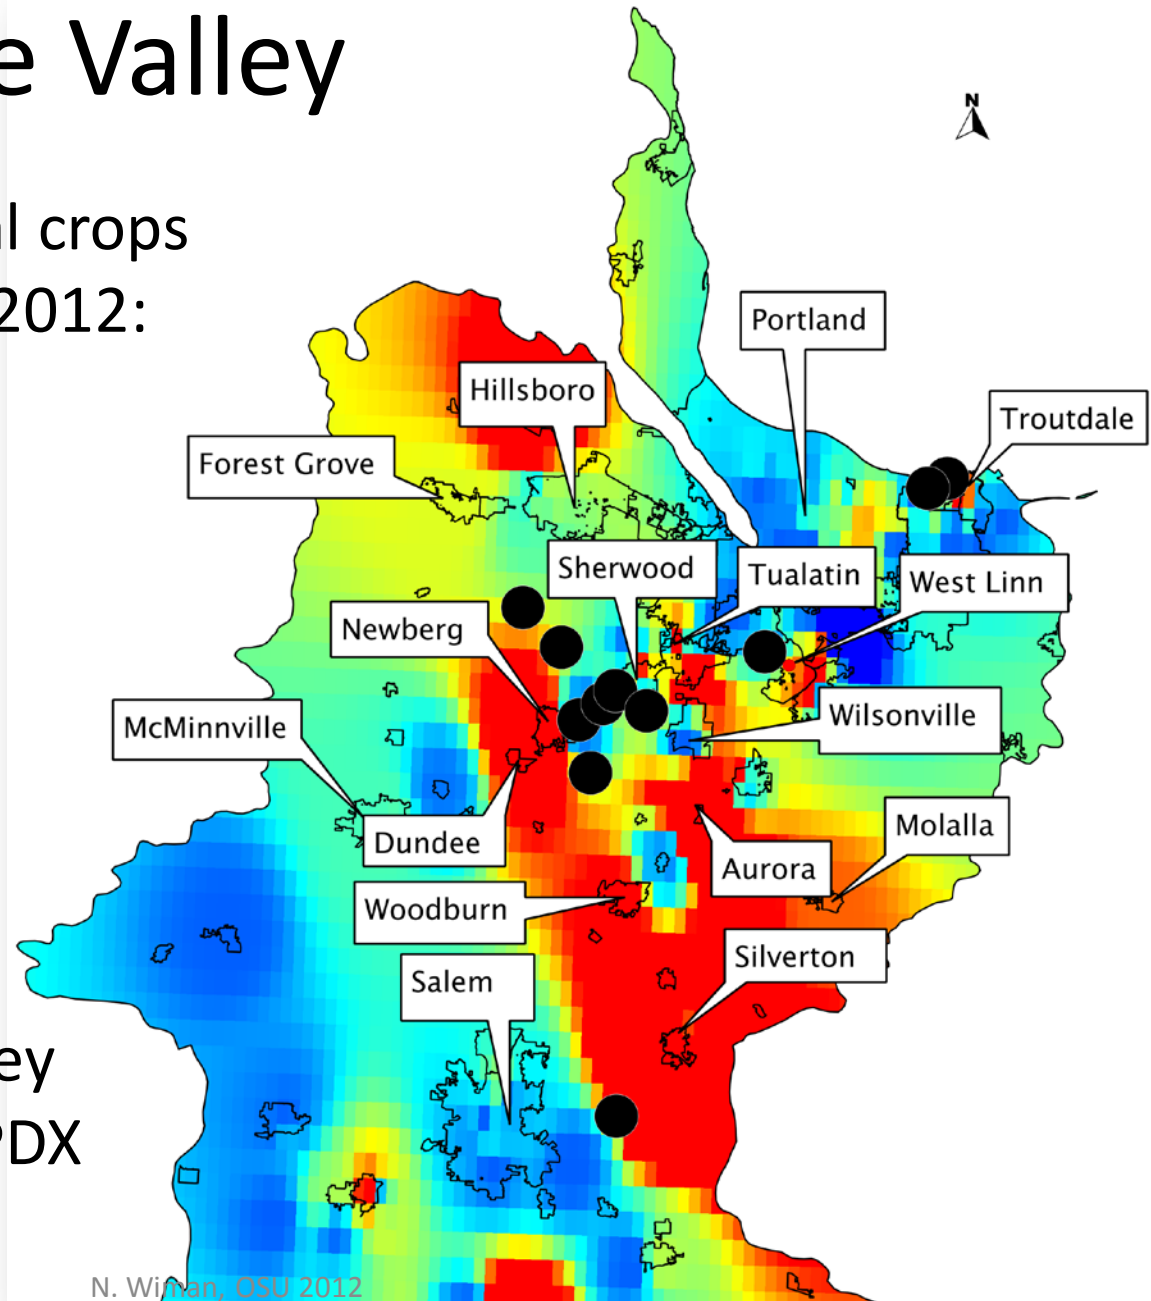 e Valley
l crops
2012:
N
Portland
Hillsboro
Troutdale
Forest Grove
Sherwood
Tualatin
West Linn
Newberg
McMinnville
Wilsonville
Dundee
Molalla
Aurora
Woodburn
Silverton
Salem
ey
PDX
N. Wiman, OSU 2012